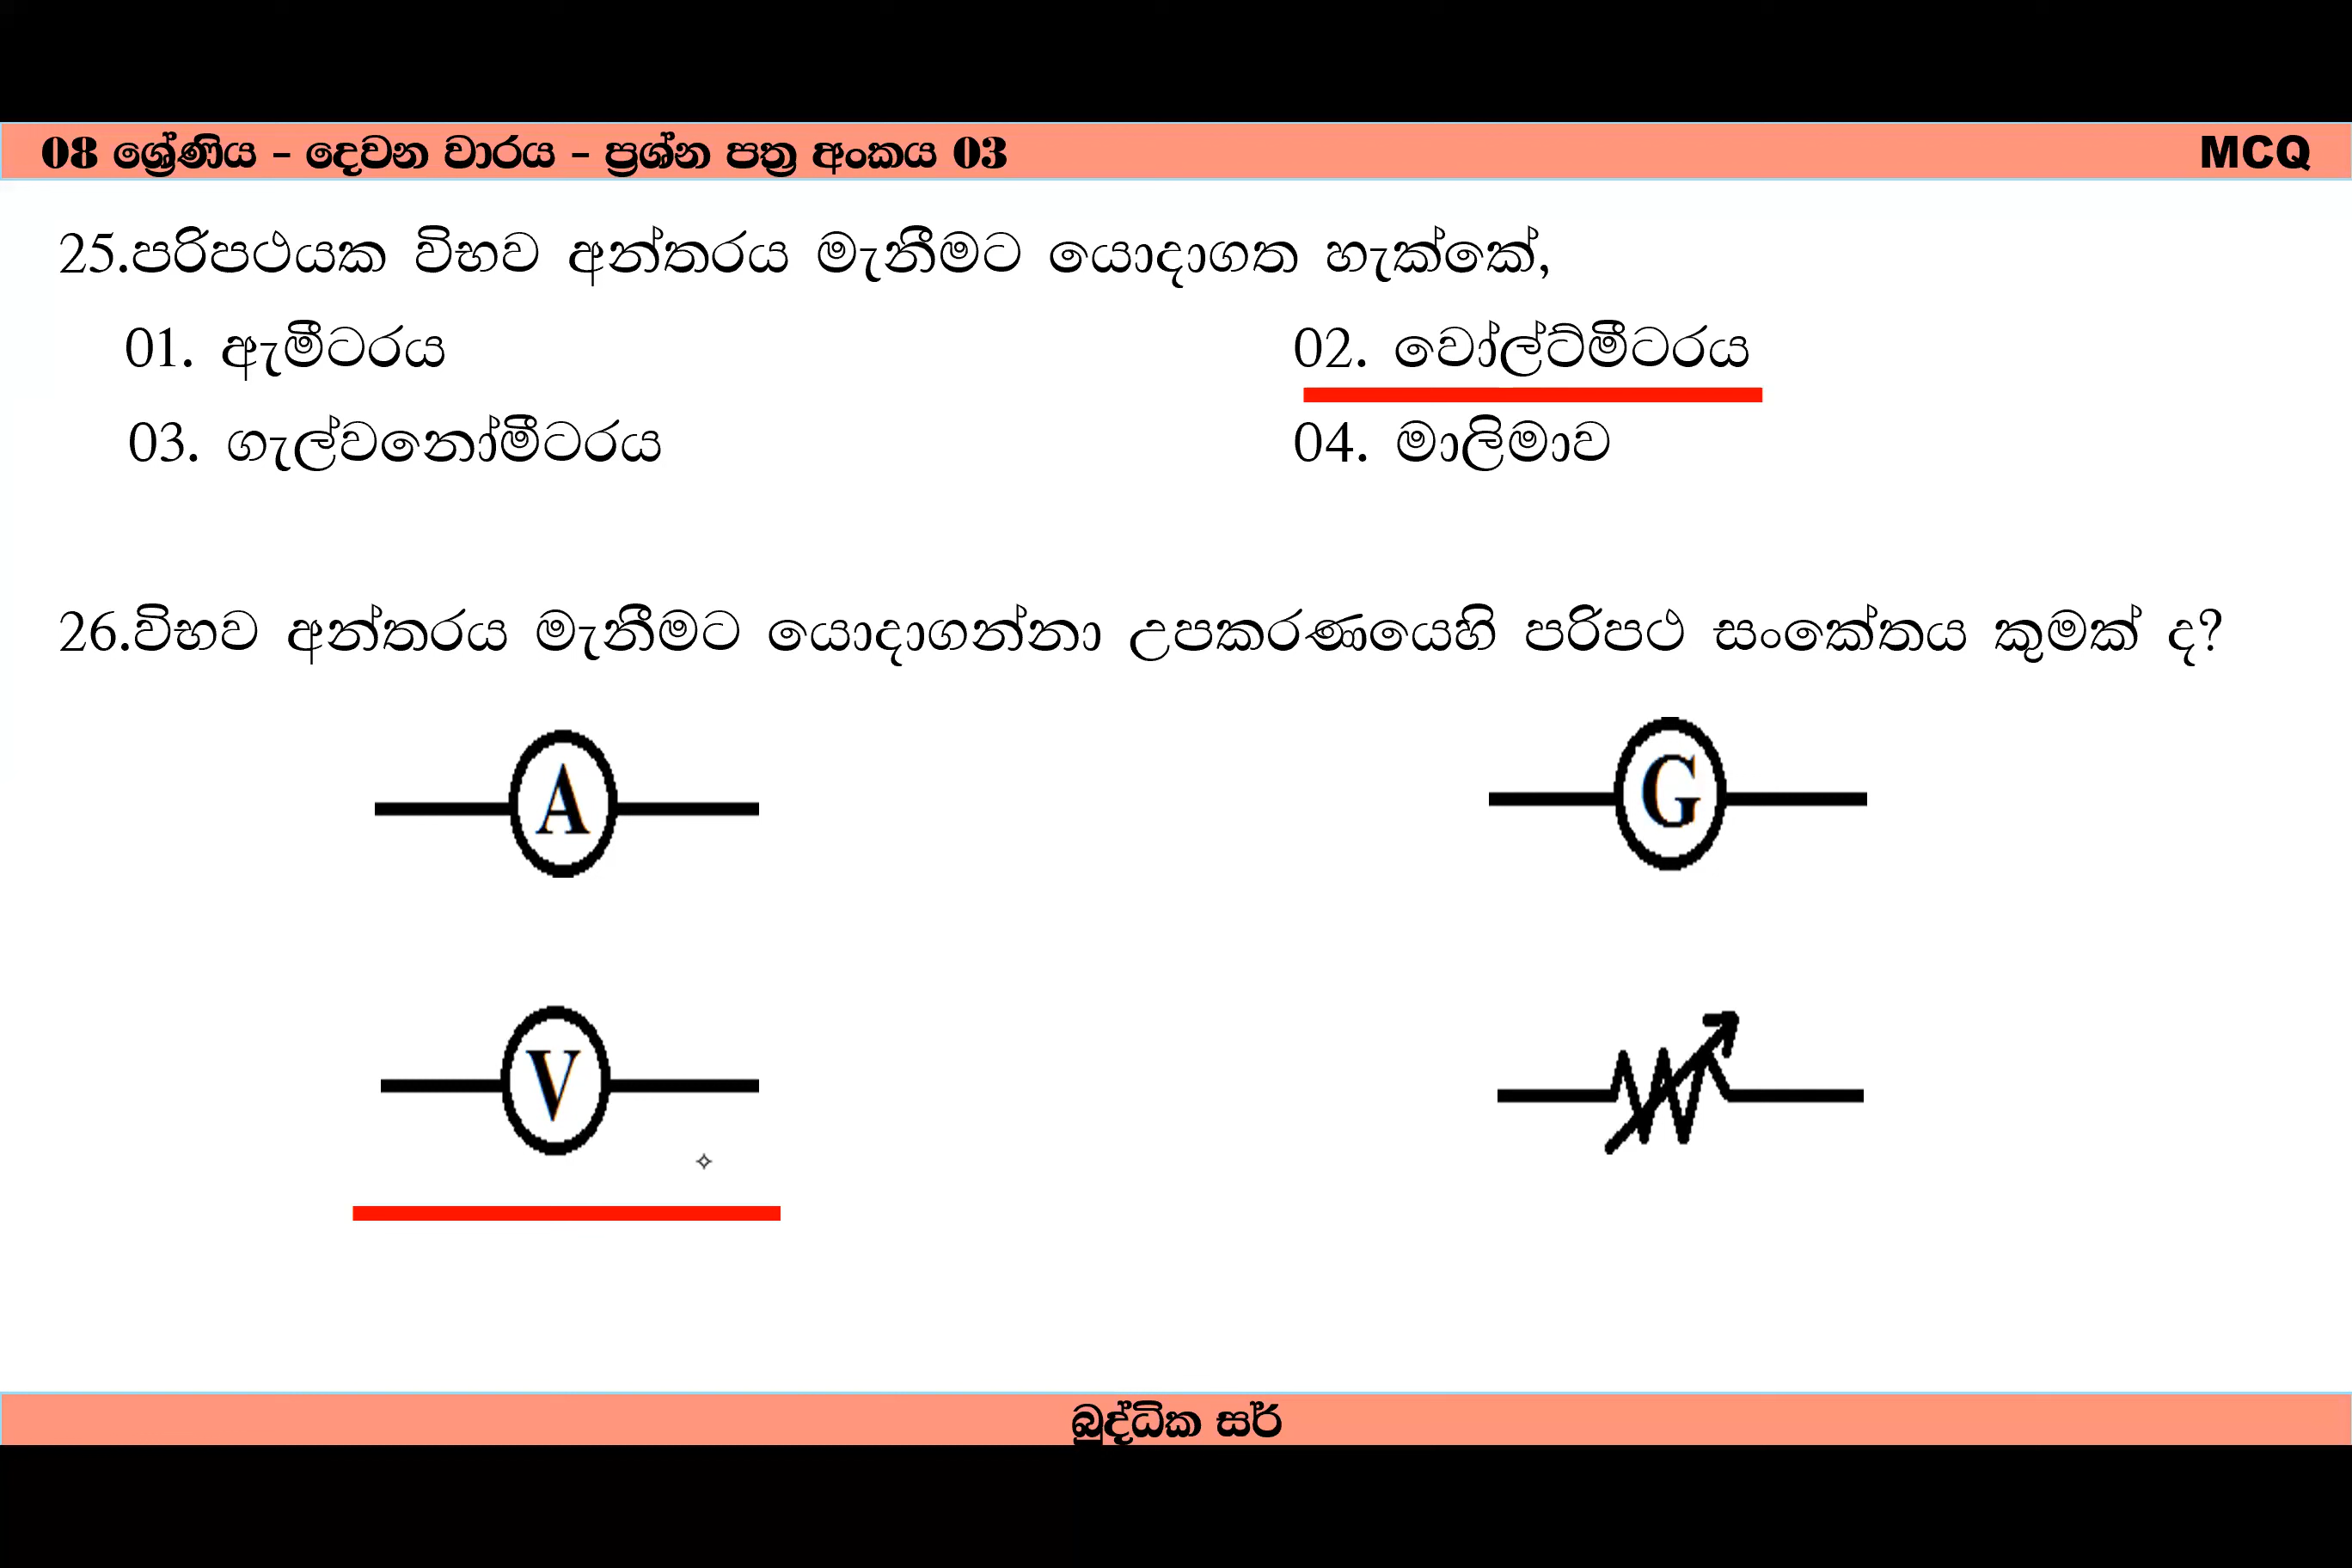 08 ශ්‍රේණිය - දෙවන වාරය - ප්‍රශ්න පත්‍ර අංකය 03 MCQ
25.පරිපථයක විභව අන්තරය මැනීමට යොදාගත හැක්කේ,
01. ඇමීටරය 02. වෝල්ට්මීටරය
03. ගැල්වනෝමීටරය 04. මාලිමාව
26.විභව අන්තරය මැනීමට යොදාගන්නා උපකරණයෙහි පරිපථ සංකේතය කුමක් ද?
A G
V
බුද්ධික සර්